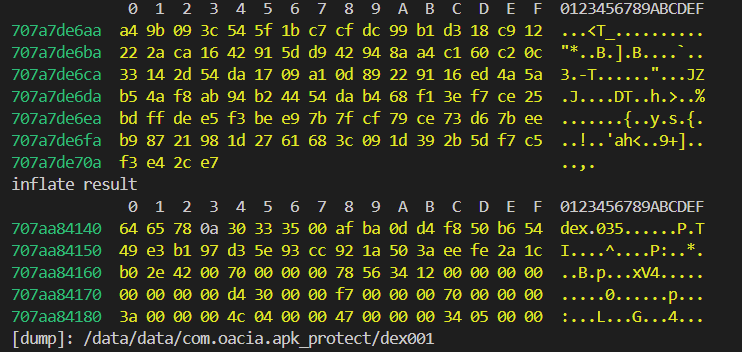 0 1 2 3 4 5 6 7 8 9 A B C D E F 0123456789ABCDEF
707a7de6aa a4 9b 09 3c 54 5f 1b c7 cf dc 99 b1 d3 18 c9 12 ...<T_..........
707a7de6ba 22 2a ca 16 42 91 5d d9 42 94 8a a4 c1 60 c2 0c "*..B.].B....`..
707a7de6ca 33 14 2d 54 da 17 09 a1 0d 89 22 91 16 ed 4a 5a 3.-T......"...JZ
707a7de6da b5 4a f8 ab 94 b2 44 54 da b4 68 f1 3e f7 ce 25 .J....DT..h.>..%
707a7de6ea bd ff de e5 f3 be e9 7b 7f cf 79 ce 73 d6 7b ee .......{..y.s.{.
707a7de6fa b9 87 21 98 1d 27 61 68 3c 09 1d 39 2b 5d f7 c5 ..!..'ah<..9+]..
707a7de70a f3 e4 2c e7 ..,.
inflate result
0 1 2 3 4 5 6 7 8 9 A B C D E F 0123456789ABCDEF
707aa84140 64 65 78 0a 30 33 35 00 af ba 0d d4 f8 50 b6 54 dex.035......P.T
707aa84150 49 e3 b1 97 d3 5e 93 cc 92 1a 50 3a ee fe 2a 1c I....^....P:..*.
707aa84160 b0 2e 42 00 70 00 00 00 78 56 34 12 00 00 00 00 ..B.p...xV4.....
707aa84170 00 00 00 00 d4 30 00 00 f7 00 00 00 70 00 00 00 .....0......p...
707aa84180 3a 00 00 00 4c 04 00 00 47 00 00 00 34 05 00 00 :...L...G...4...
[dump]: /data/data/com.oacia.apk_protect/dex001